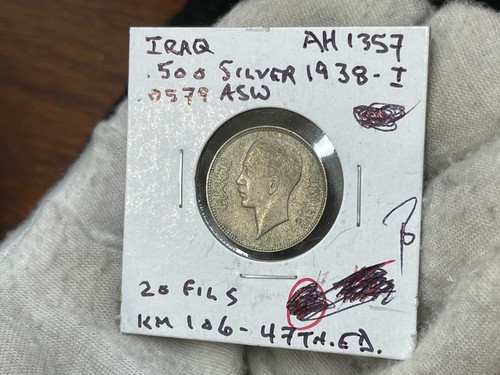 IRAQ AH 1357
.500 SILVER 1938-I
.0579 ASW
20 FILS
KM 106-47TH.ED.